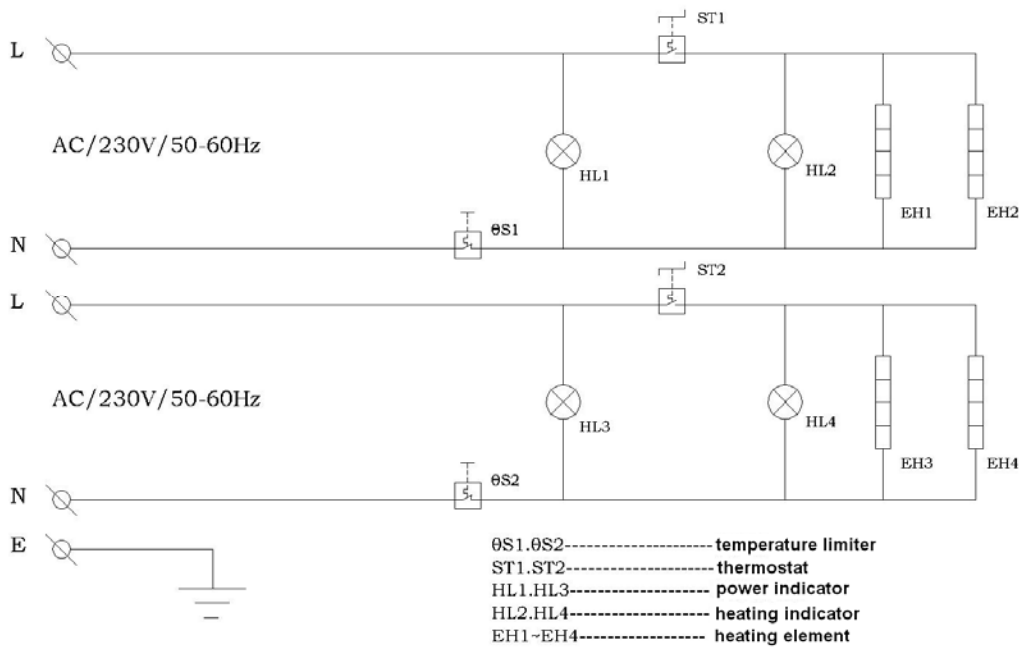 ST1
L
AC/230V/50-60Hz
HL1
HL2
EH1
EH2
θS1
N
ST2
L
AC/230V/50-60Hz
HL3
HL4
EH3
EH4
θS2
N
E
θS1.θS2--------------------temperature limiter
ST1.ST2--------------------thermostat
HL1.HL3--------------------power indicator
HL2.HL4--------------------heating indicator
EH1~EH4--------------------heating element